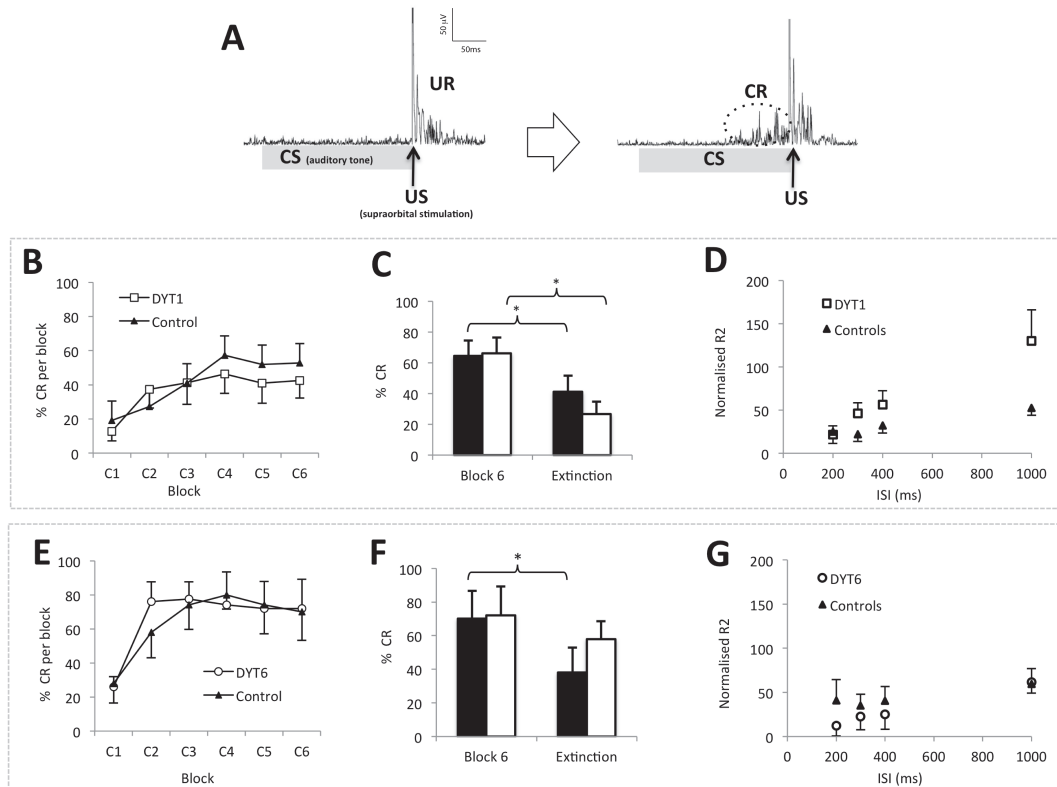 A
50 µV
50ms
UR
CS (auditory tone)
US
(supraorbital stimulation)
CR
CS
US
B
% CR per block
100
80
60
40
20
0
DYT1
Control
C1 C2 C3 C4 C5 C6
Block
C
% CR
100
80
60
40
20
0
*
*
Block 6 Extinction
D
Normalised R2
200
150
100
50
0
DYT1
Controls
0 200 400 600 800 1000
ISI (ms)
E
% CR per block
100
80
60
40
20
0
DYT6
Control
C1 C2 C3 C4 C5 C6
Block
F
% CR
100
80
60
40
20
0
*
Block 6 Extinction
G
Normalised R2
200
150
100
50
0
DYT6
Controls
0 200 400 600 800 1000
ISI (ms)